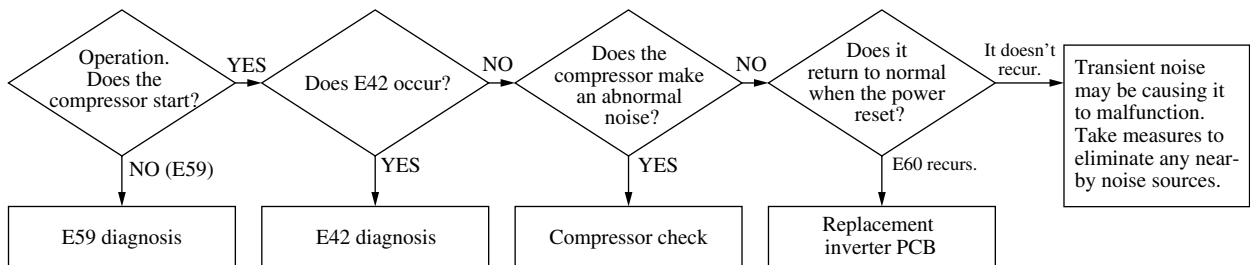 Operation.
Does the
compressor start?
YES
NO (E59)
E59 diagnosis
Does E42 occur?
NO
YES
E42 diagnosis
Does the
compressor make
an abnormal
noise?
NO
YES
Compressor check
Does it
return to normal
when the power
reset?
It doesn't
recur.
E60 recurs.
Replacement
inverter PCB
Transient noise
may be causing it
to malfunction.
Take measures to
eliminate any near-
by noise sources.